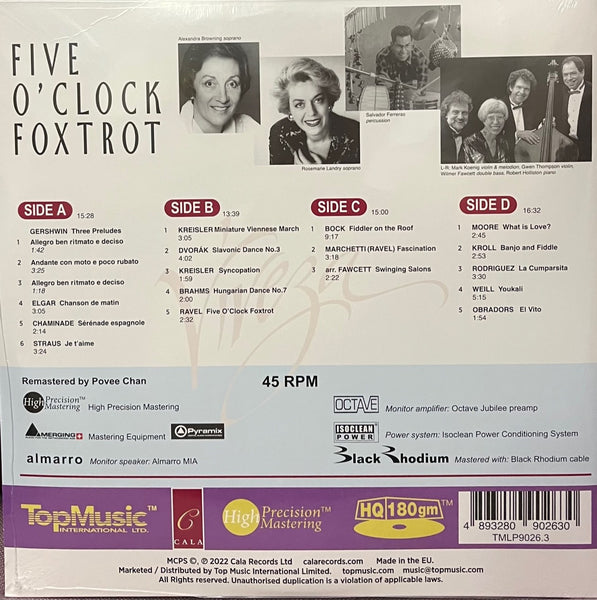 FIVE
O'CLOCK
FOXTROT
Alexandra Browning soprano
Rosemarie Landry soprano
Salvador Ferreras
percussion
L-R: Mark Koenig violin & melodion, Gwen Thompson violin,
Wilmer Fawcett double bass, Robert Holliston piano
SIDE A 15:28
GERSHWIN Three Preludes
1 Allegro ben ritmato e deciso
1:42
2 Andante con moto e poco rubato
3:25
3 Allegro ben ritmato e deciso
1:18
4 ELGAR Chanson de matin
3:05
5 CHAMINADE Sérénade espagnole
2:14
6 STRAUS Je t'aime
3:24
SIDE B 13:39
1 KREISLER Miniature Viennese March
3:05
2 DVOŘÁK Slavonic Dance No.3
4:02
3 KREISLER Syncopation
1:59
4 BRAHMS Hungarian Dance No.7
2:00
5 RAVEL Five O'Clock Foxtrot
2:32
SIDE C 15:00
1 BOCK Fiddler on the Roof
9:17
2 MARCHETTI (RAVEL) Fascination
3:18
3 arr. FAWCETT Swinging Salons
2:22
SIDE D 16:32
1 MOORE What is Love?
2:45
2 KROLL Banjo and Fiddle
2:53
3 RODRIGUEZ La Cumparsita
3:30
4 WEILL Youkali
5:15
5 OBRADORS El Vito
1:54
Viveza
Remastered by Povee Chan
45 RPM
High Precision™ Mastering High Precision Mastering
MERGING Mastering Equipment Pyramix
almarro Monitor speaker: Almarro MIA
OCTAVE Monitor amplifier: Octave Jubilee preamp
ISOCLEAN POWER Power system: Isoclean Power Conditioning System
Black Rhodium Mastered with: Black Rhodium cable
TopMusic™
INTERNATIONAL LTD.
C
CALA
High Precision™
Mastering
HQ 180gm™
4 893280 902630
TMLP9026.3
MCPS ©, ℗ 2022 Cala Records Ltd calarecords.com Made in the EU.
Marketed / Distributed by Top Music International Limited. topmusic.com music@topmusic.com
All rights Reserved. Unauthorised duplication is a violation of applicable laws.